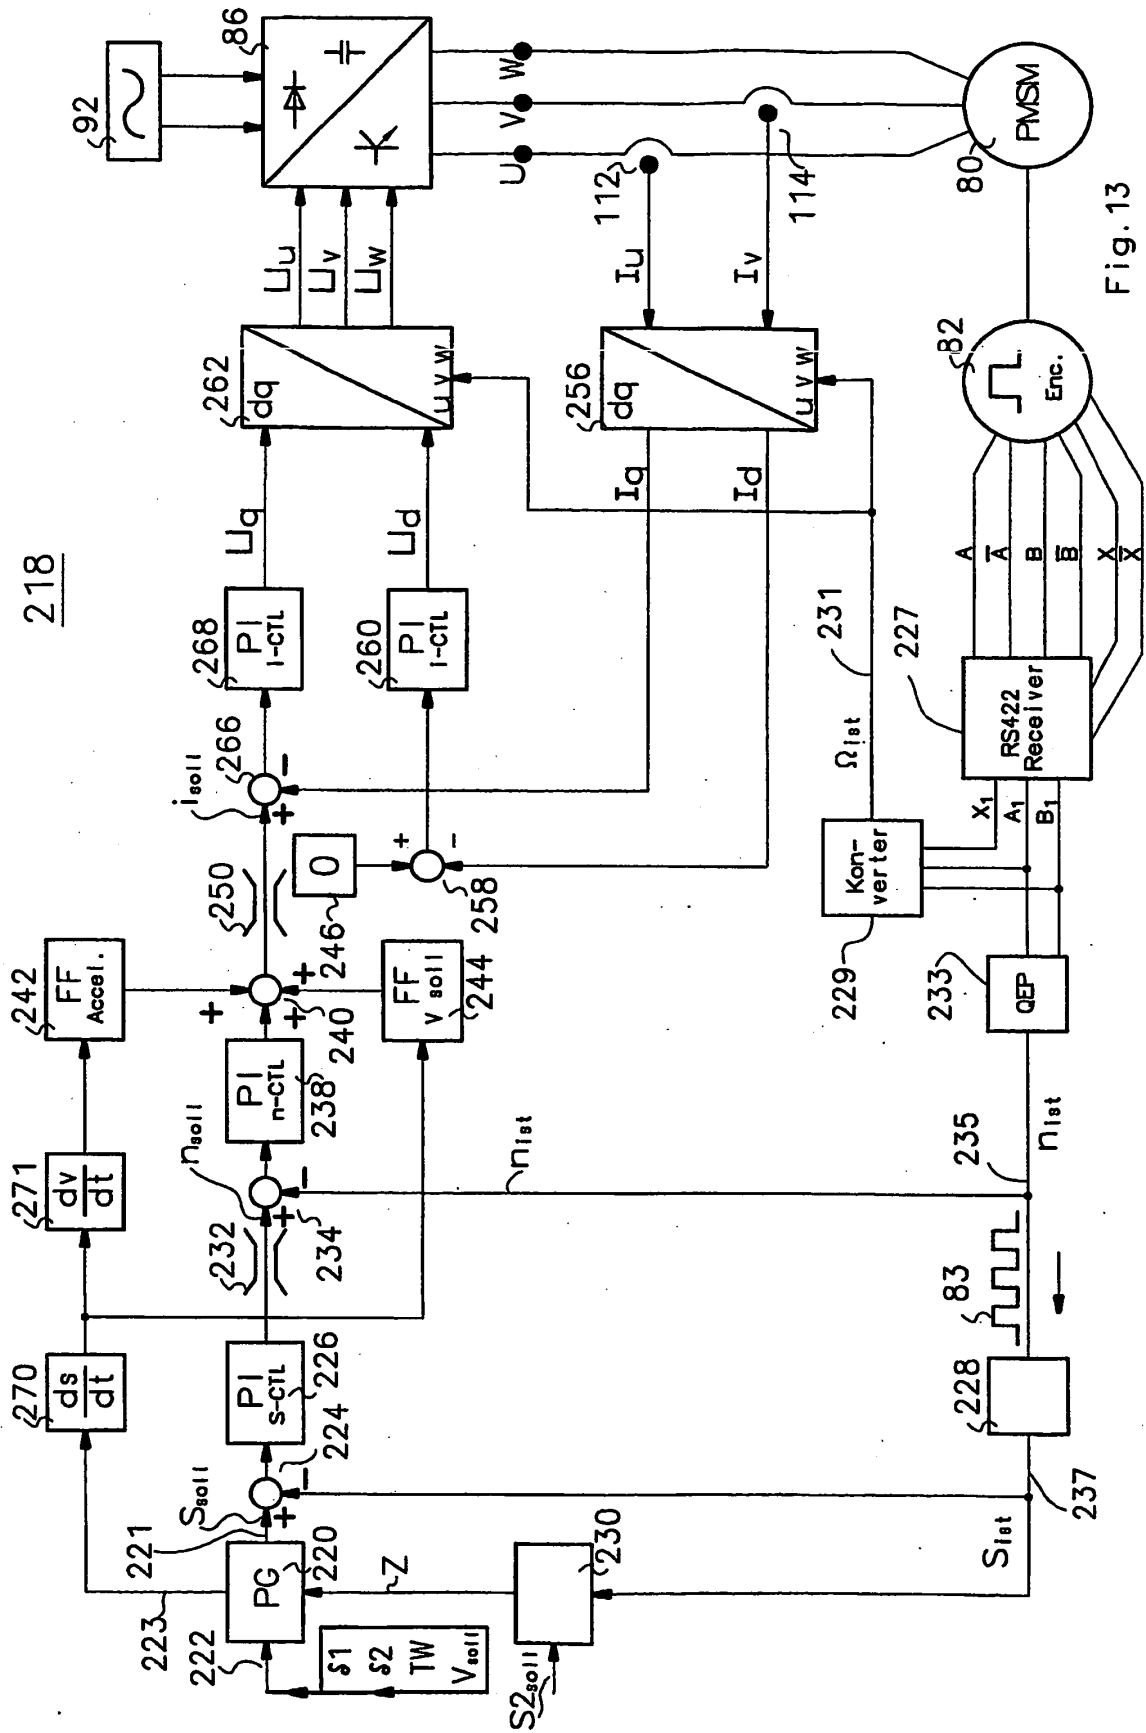 218
92
86
U
V
W
112
114
80
PMSM
Fig. 13
262
dq
u v w
Uu
Uv
Uw
256
dq
u v w
Iu
Iv
Iq
Id
82
Enc.
A
A̅
B
B̅
X
X̅
Uq
Ud
268
PI
i-CTL
260
PI
i-CTL
231
227
RS422
Receiver
Ωist
X1
A1
B1
Kon-
verter
229
isoll
266
+
-
250
0
246
+
-
258
242
FF
Accel.
FF
Vsoll
244
+
+
+
240
233
QEP
nist
235
271
dv
dt
nsoll
PI
n-CTL
238
232
+
-
234
nist
83
270
ds
dt
PI
s-CTL
226
228
224
Ssoll
+
-
221
223
222
PG
220
Z
230
S2soll
Sist
237
δ1
δ2
TW
Vsoll